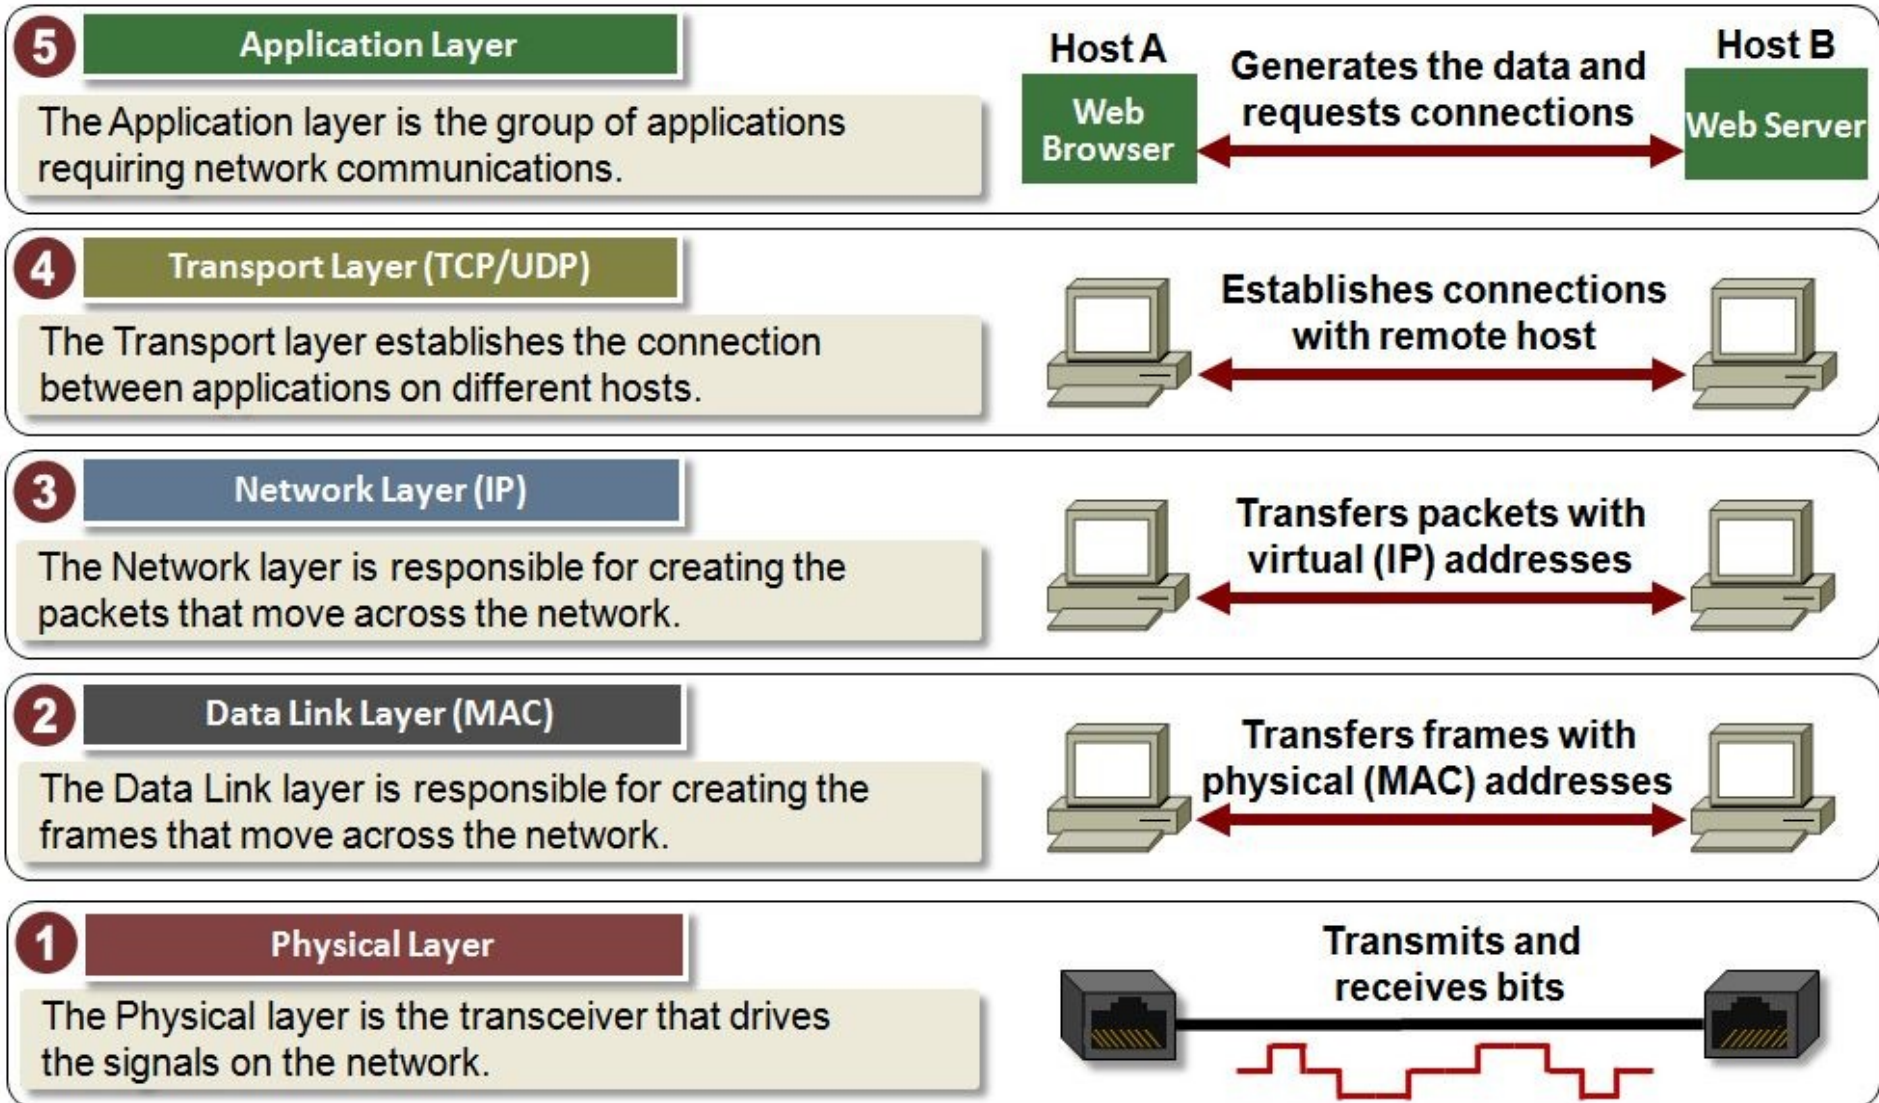 5
Application Layer
The Application layer is the group of applications
requiring network communications.
Host A
Web
Browser
Generates the data and
requests connections
Host B
Web Server
4
Transport Layer (TCP/UDP)
The Transport layer establishes the connection
between applications on different hosts.
Establishes connections
with remote host
3
Network Layer (IP)
The Network layer is responsible for creating the
packets that move across the network.
Transfers packets with
virtual (IP) addresses
2
Data Link Layer (MAC)
The Data Link layer is responsible for creating the
frames that move across the network.
Transfers frames with
physical (MAC) addresses
1
Physical Layer
The Physical layer is the transceiver that drives
the signals on the network.
Transmits and
receives bits